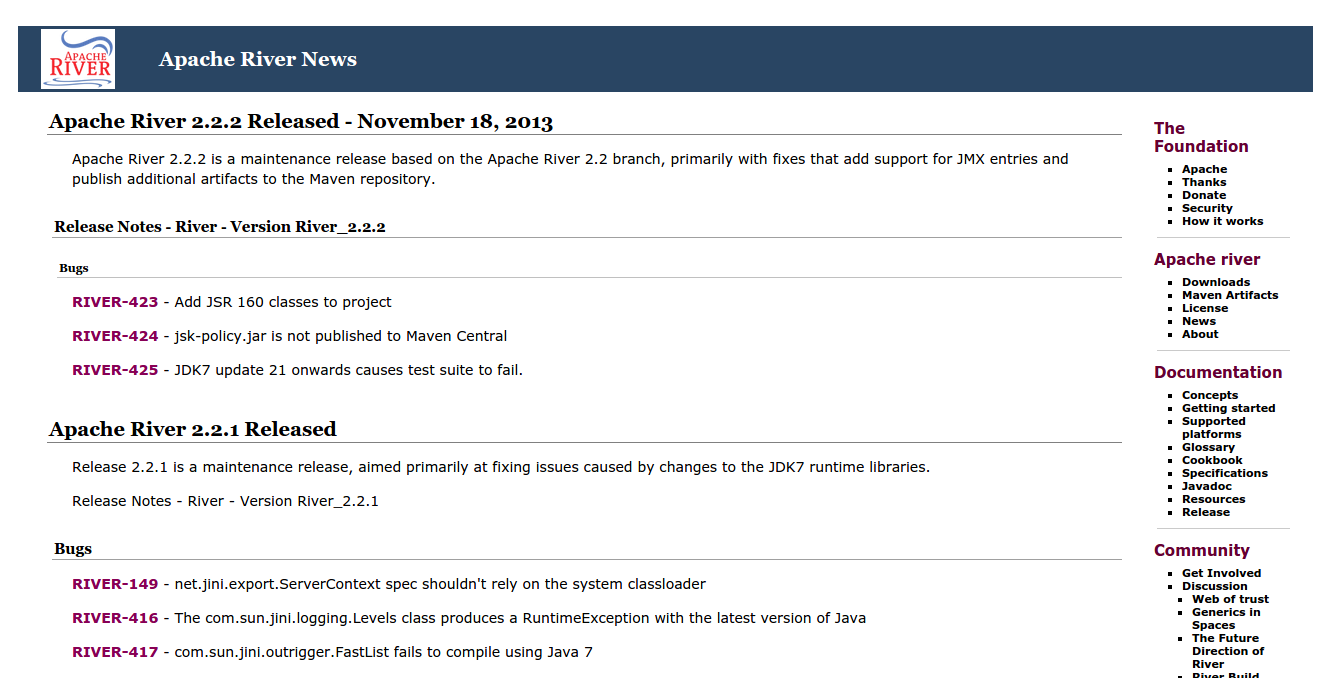 APACHE
RIVER
Apache River News
Apache River 2.2.2 Released - November 18, 2013
Apache River 2.2.2 is a maintenance release based on the Apache River 2.2 branch, primarily with fixes that add support for JMX entries and
publish additional artifacts to the Maven repository.
Release Notes - River - Version River_2.2.2
Bugs
RIVER-423 - Add JSR 160 classes to project
RIVER-424 - jsk-policy.jar is not published to Maven Central
RIVER-425 - JDK7 update 21 onwards causes test suite to fail.
Apache River 2.2.1 Released
Release 2.2.1 is a maintenance release, aimed primarily at fixing issues caused by changes to the JDK7 runtime libraries.
Release Notes - River - Version River_2.2.1
Bugs
RIVER-149 - net.jini.export.ServerContext spec shouldn't rely on the system classloader
RIVER-416 - The com.sun.jini.logging.Levels class produces a RuntimeException with the latest version of Java
RIVER-417 - com.sun.jini.outrigger.FastList fails to compile using Java 7
The
Foundation
Apache
Thanks
Donate
Security
How it works
Apache river
Downloads
Maven Artifacts
License
News
About
Documentation
Concepts
Getting started
Supported
platforms
Glossary
Cookbook
Specifications
Javadoc
Resources
Release
Community
Get Involved
Discussion
Web of trust
Generics in
Spaces
The Future
Direction of
River
River Build